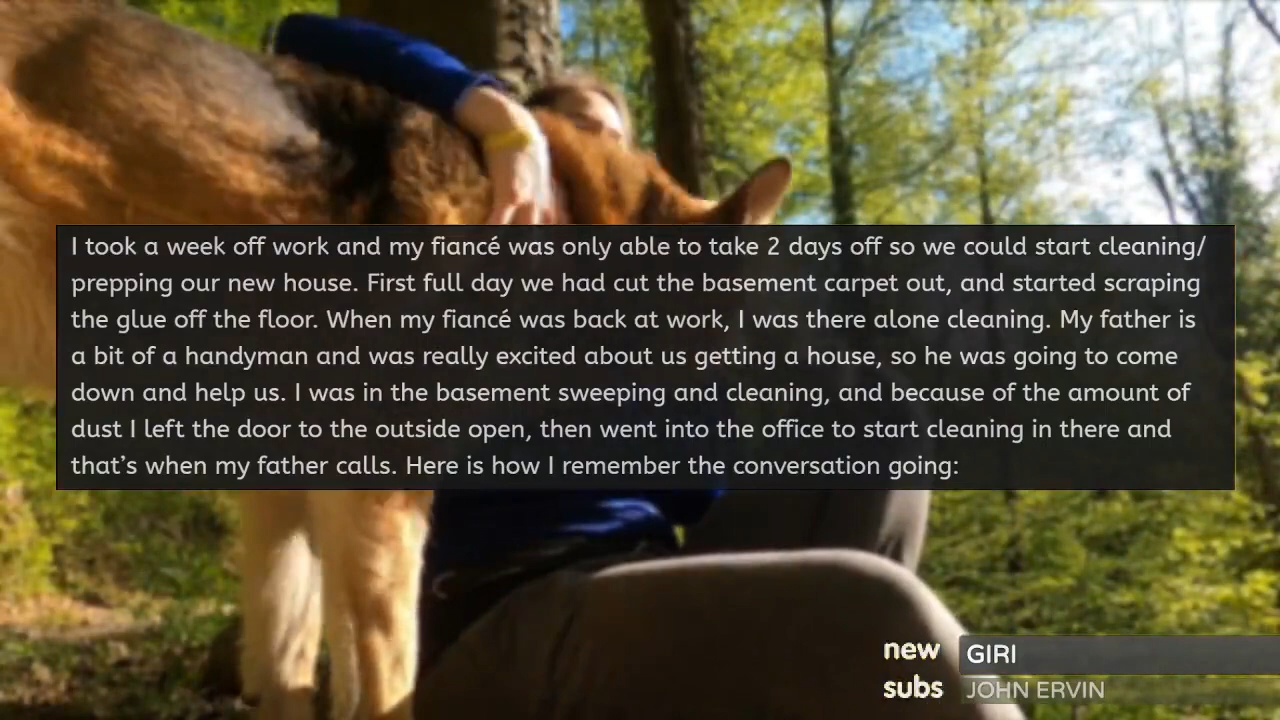 I took a week off work and my fiancé was only able to take 2 days off so we could start cleaning/
prepping our new house. First full day we had cut the basement carpet out, and started scraping
the glue off the floor. When my fiancé was back at work, I was there alone cleaning. My father is
a bit of a handyman and was really excited about us getting a house, so he was going to come
down and help us. I was in the basement sweeping and cleaning, and because of the amount of
dust I left the door to the outside open, then went into the office to start cleaning in there and
that’s when my father calls. Here is how I remember the conversation going:
new GIRI
subs JOHN ERVIN